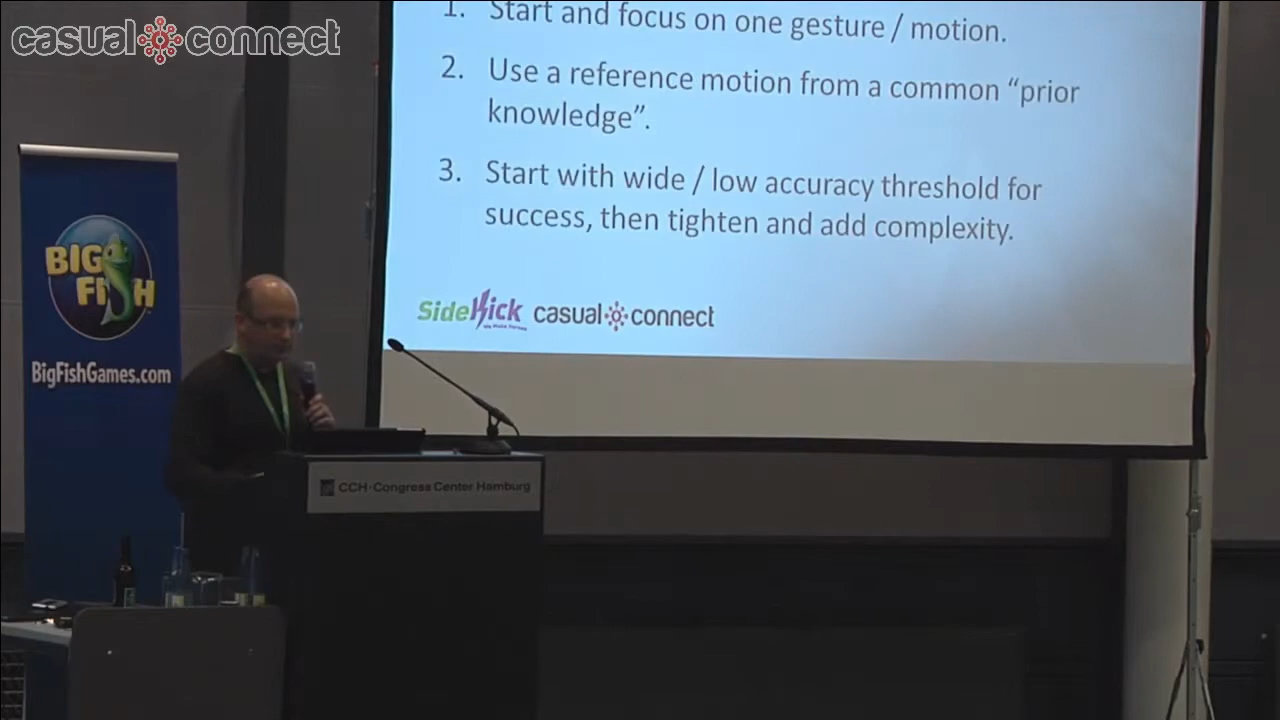 casual connect
1. Start and focus on one gesture / motion.
2. Use a reference motion from a common “prior
knowledge”.
3. Start with wide / low accuracy threshold for
success, then tighten and add complexity.
SideKick casual connect
BIG
FISH
BigFishGames.com
CCH·Congress Center Hamburg